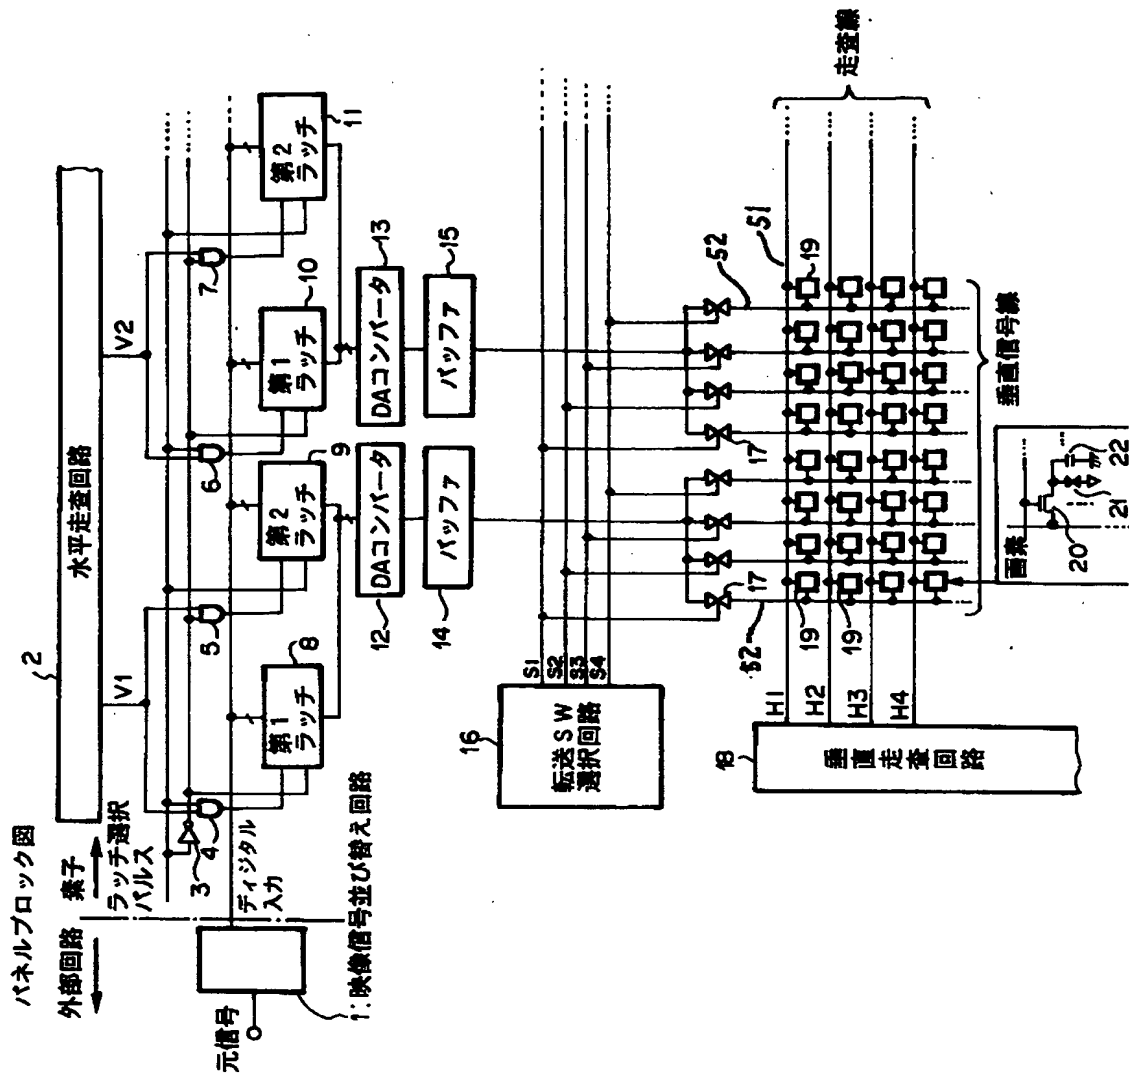 パネルブロック図
外部回路
素子
元信号
1:映像信号並び替え回路
ディジタル
入力
ラッチ選択
パルス
2
水平走査回路
V1
V2
3
4
5
6
7
第1
ラッチ
8
第2
ラッチ
9
第1
ラッチ
10
第2
ラッチ
11
12
DAコンバータ
DAコンバータ
13
14
バッファ
バッファ
15
16
転送SW
選択回路
S1
S2
S3
S4
17
17
52
52
51
18
垂直走査回路
H1
H2
H3
H4
19
19
19
走査線
垂直信号線
画素
20
21
22